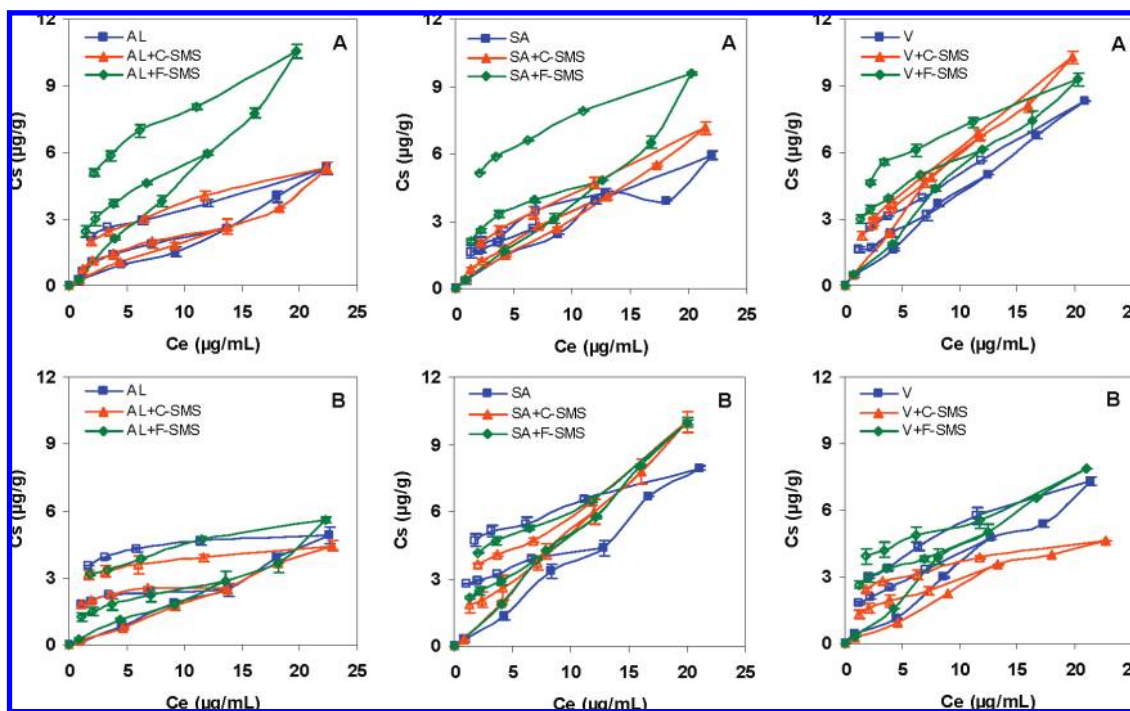 12
9
6
3
0
Cs (µg/g)
AL
AL+C-SMS
AL+F-SMS
A
0 5 10 15 20 25
Ce (µg/mL)
12
9
6
3
0
Cs (µg/g)
SA
SA+C-SMS
SA+F-SMS
A
0 5 10 15 20 25
Ce (µg/mL)
12
9
6
3
0
Cs (µg/g)
V
V+C-SMS
V+F-SMS
A
0 5 10 15 20 25
Ce (µg/mL)
12
9
6
3
0
Cs (µg/g)
AL
AL+C-SMS
AL+F-SMS
B
0 5 10 15 20 25
Ce (µg/mL)
12
9
6
3
0
Cs (µg/g)
SA
SA+C-SMS
SA+F-SMS
B
0 5 10 15 20 25
Ce (µg/mL)
12
9
6
3
0
Cs (µg/g)
V
V+C-SMS
V+F-SMS
B
0 5 10 15 20 25
Ce (µg/mL)